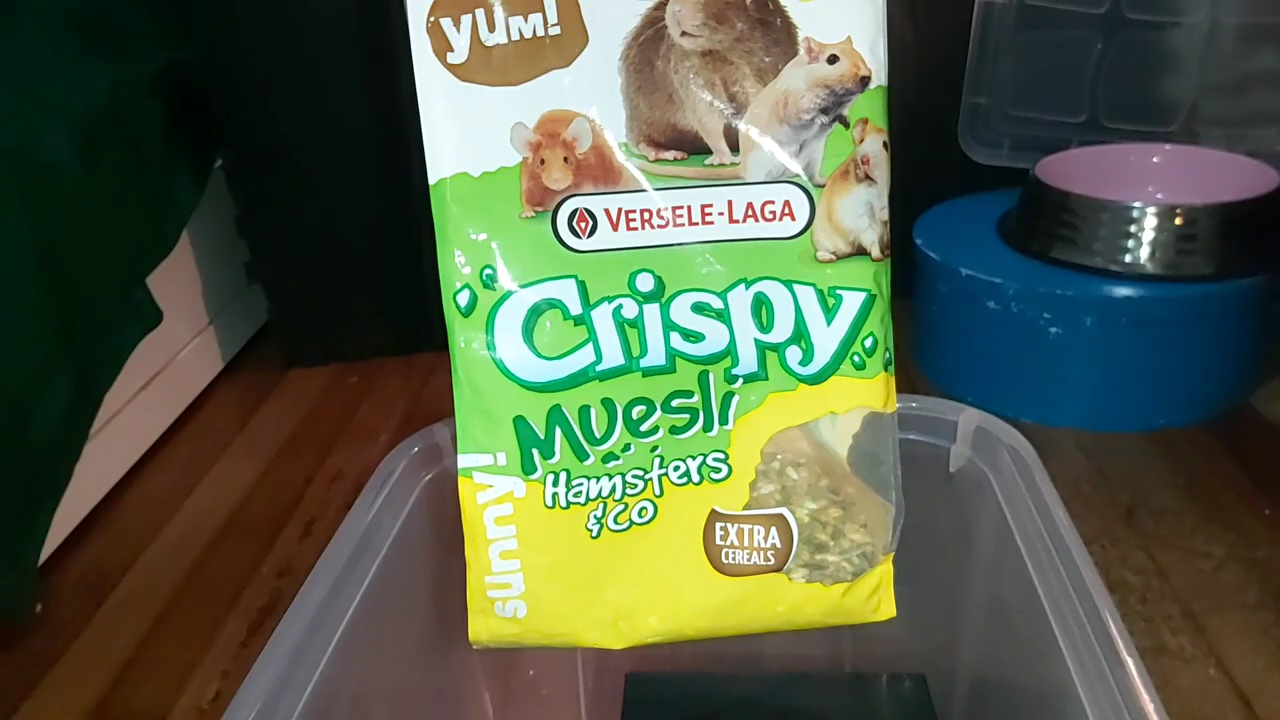 yum!
VERSELE-LAGA
Crispy
Muesli
Hamsters
&CO
sunny!
EXTRA
CEREALS